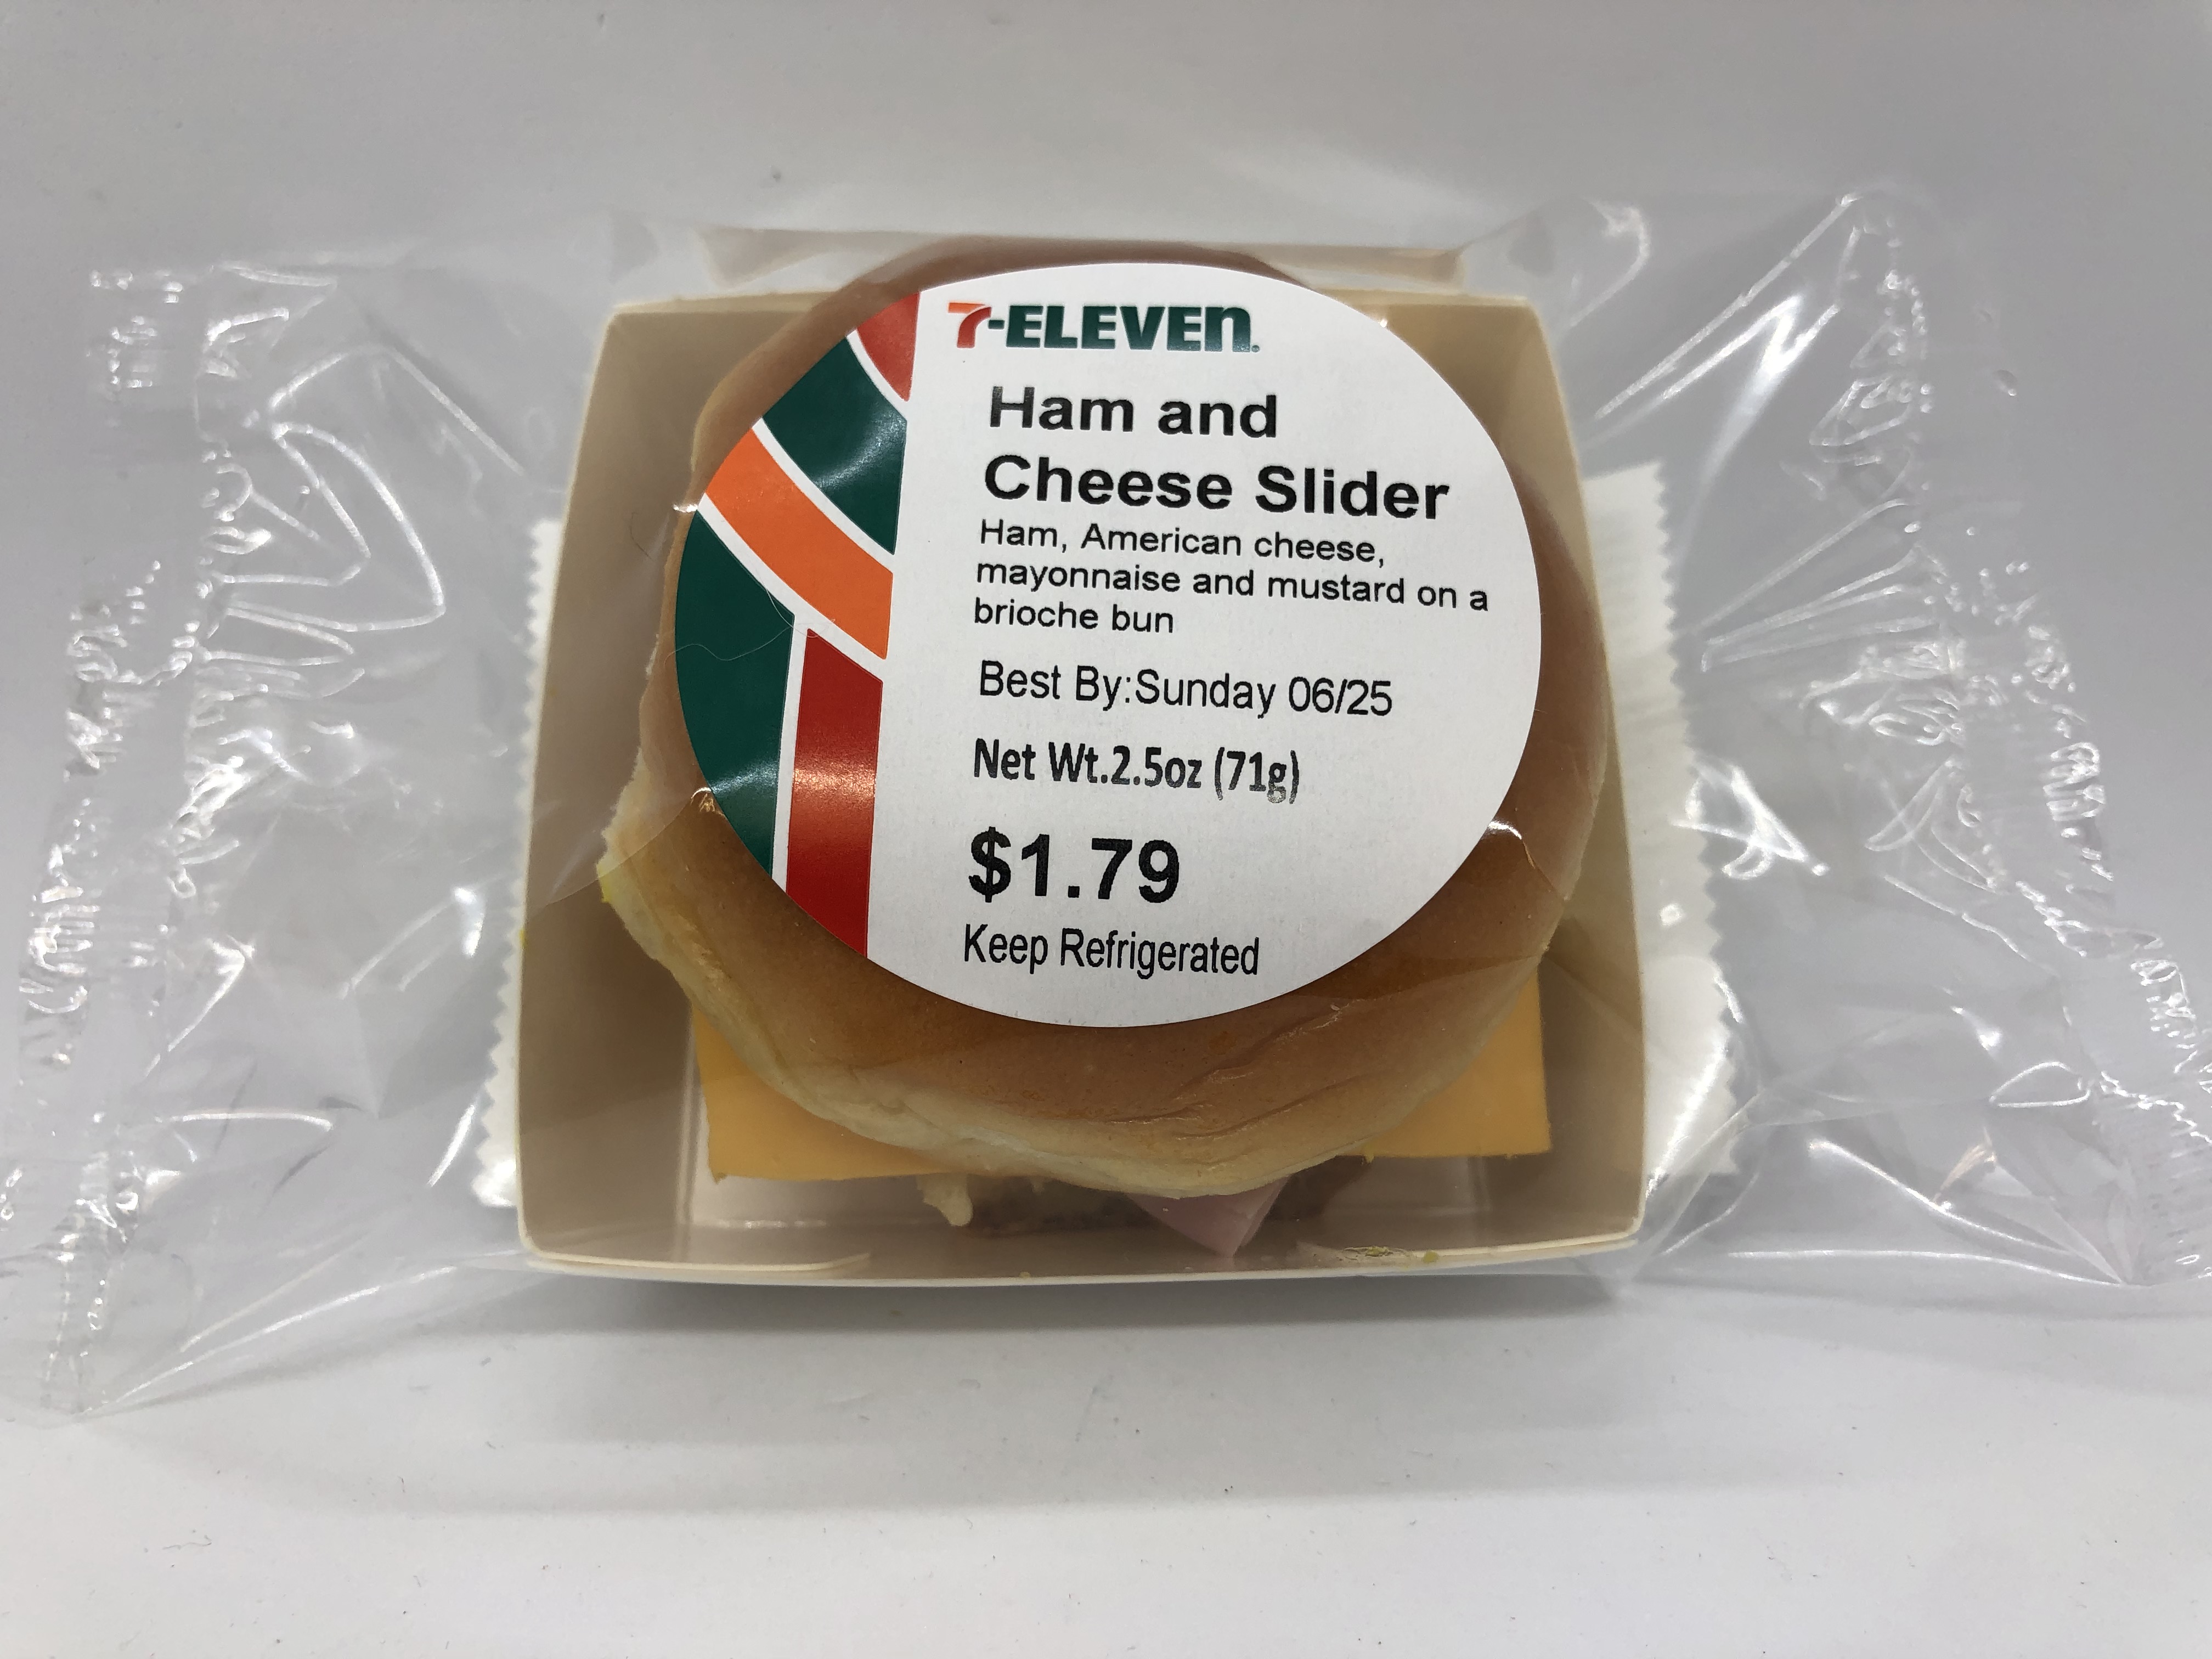 7-ELEVEN.
Ham and
Cheese Slider
Ham, American cheese,
mayonnaise and mustard on a
brioche bun
Best By:Sunday 06/25
Net Wt.2.5oz (71g)
$1.79
Keep Refrigerated